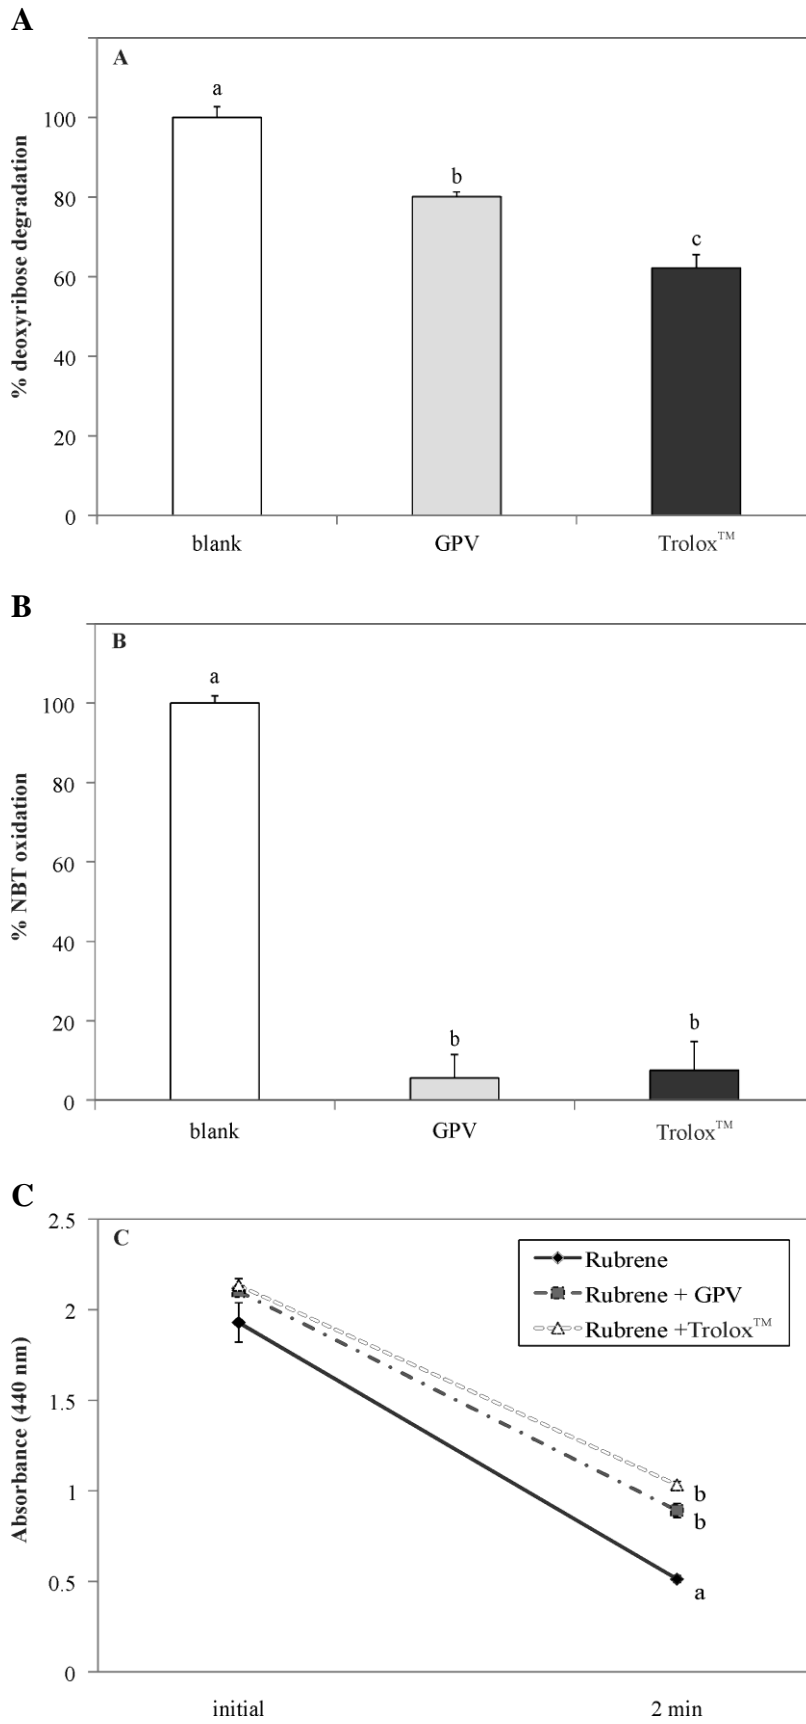 A
A
% deoxyribose degradation
100
80
60
40
20
0
a
b
c
blank GPV Trolox™
B
B
% NBT oxidation
100
80
60
40
20
0
a
b
b
blank GPV Trolox™
C
C
Absorbance (440 nm)
2.5
2
1.5
1
0.5
0
Rubrene
Rubrene + GPV
Rubrene +Trolox™
b
b
a
initial 2 min